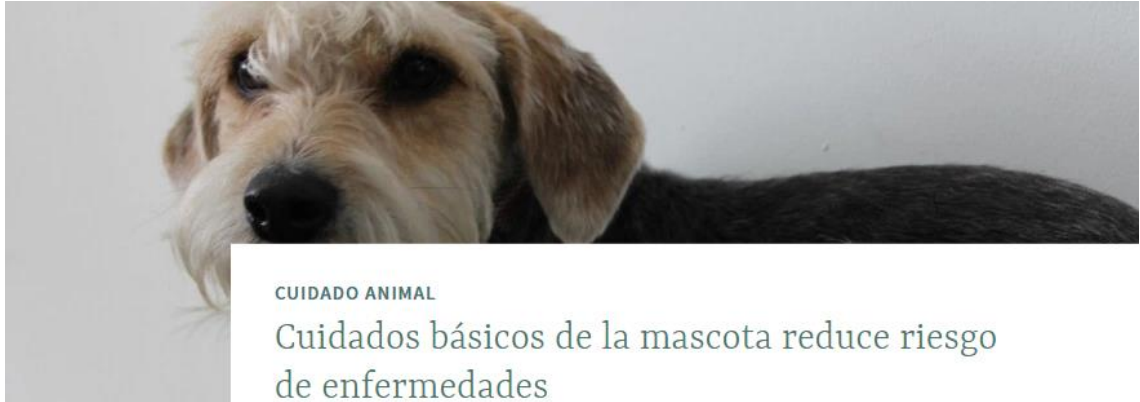 CUIDADO ANIMAL
Cuidados básicos de la mascota reduce riesgo
de enfermedades